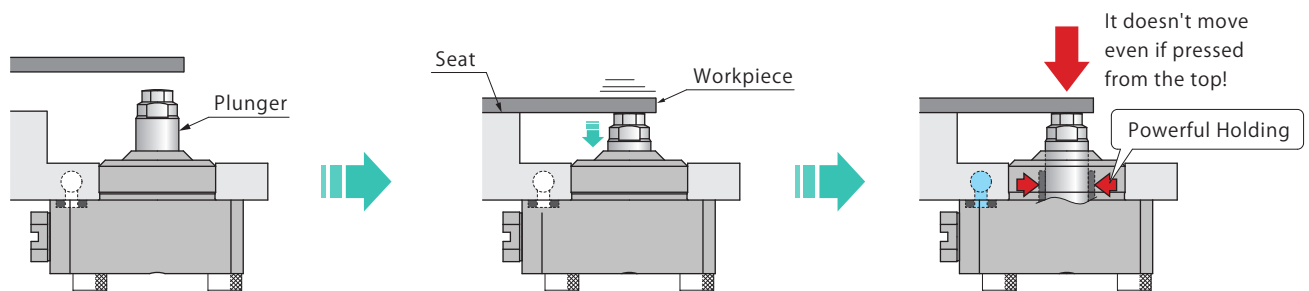 Plunger
Seat
Workpiece
It doesn't move
even if pressed
from the top!
Powerful Holding